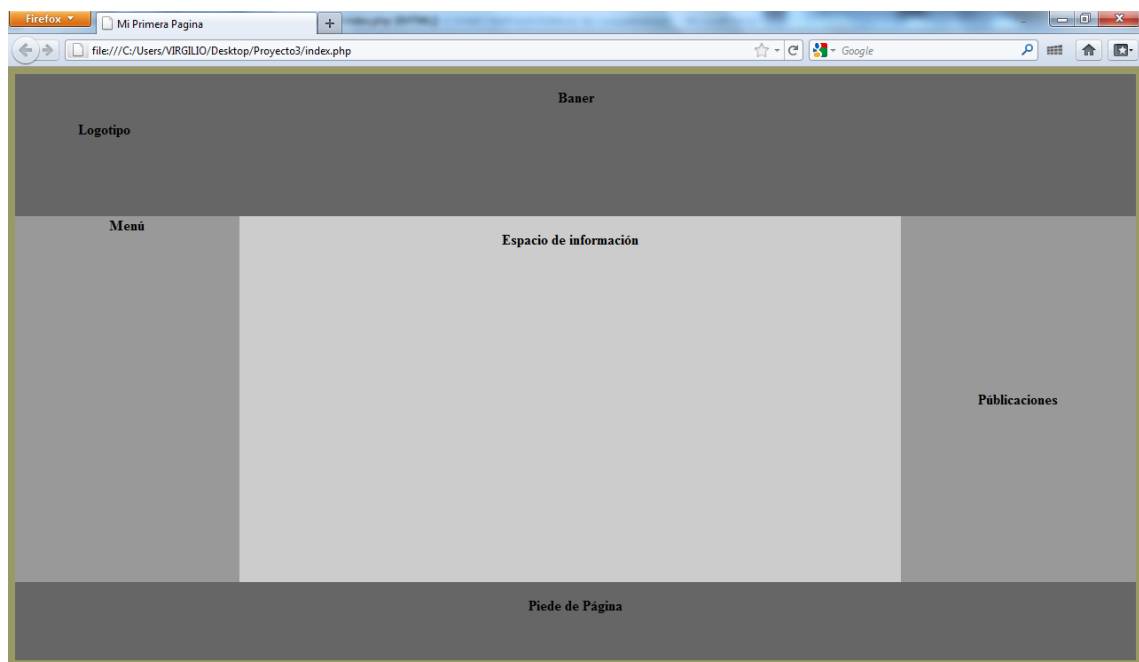 Firefox
Mi Primera Pagina
file:///C:/Users/VIRGILIO/Desktop/Proyecto3/index.php
Google
Baner
Logotipo
Menú
Espacio de información
Públicaciones
Piede de Página